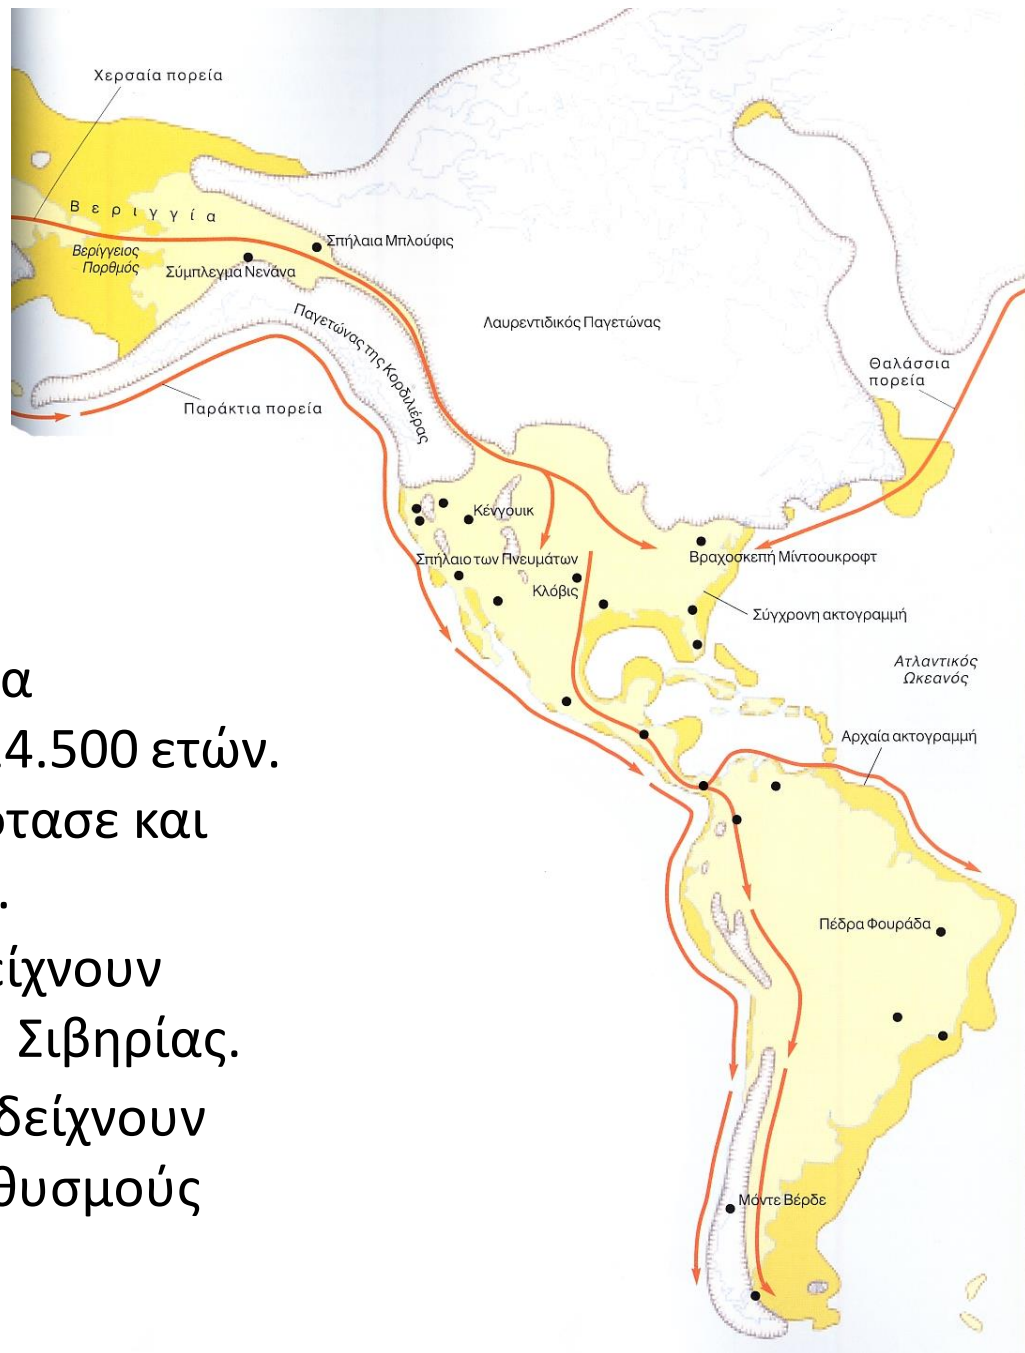 Χερσαία πορεία
Βεριγγία
Βερίγγειος
Πορθμός
Σπήλαια Μπλούφις
Σύμπλεγμα Νενάνα
Παγετώνας της Κορδιλιέρας
Λαυρεντιδικός Παγετώνας
Θαλάσσια
πορεία
Παράκτια πορεία
Κένγουικ
Σπήλαιο των Πνευμάτων
Βραχοσκεπή Μίντοουκροφτ
Κλόβις
Σύγχρονη ακτογραμμή
Ατλαντικός
Ωκεανός
Αρχαία ακτογραμμή
Πέδρα Φουράδα
Μόντε Βέρδε
α
4.500 ετών.
τασε και
.
είχνουν
Σιβηρίας.
δείχνουν
θυσμούς